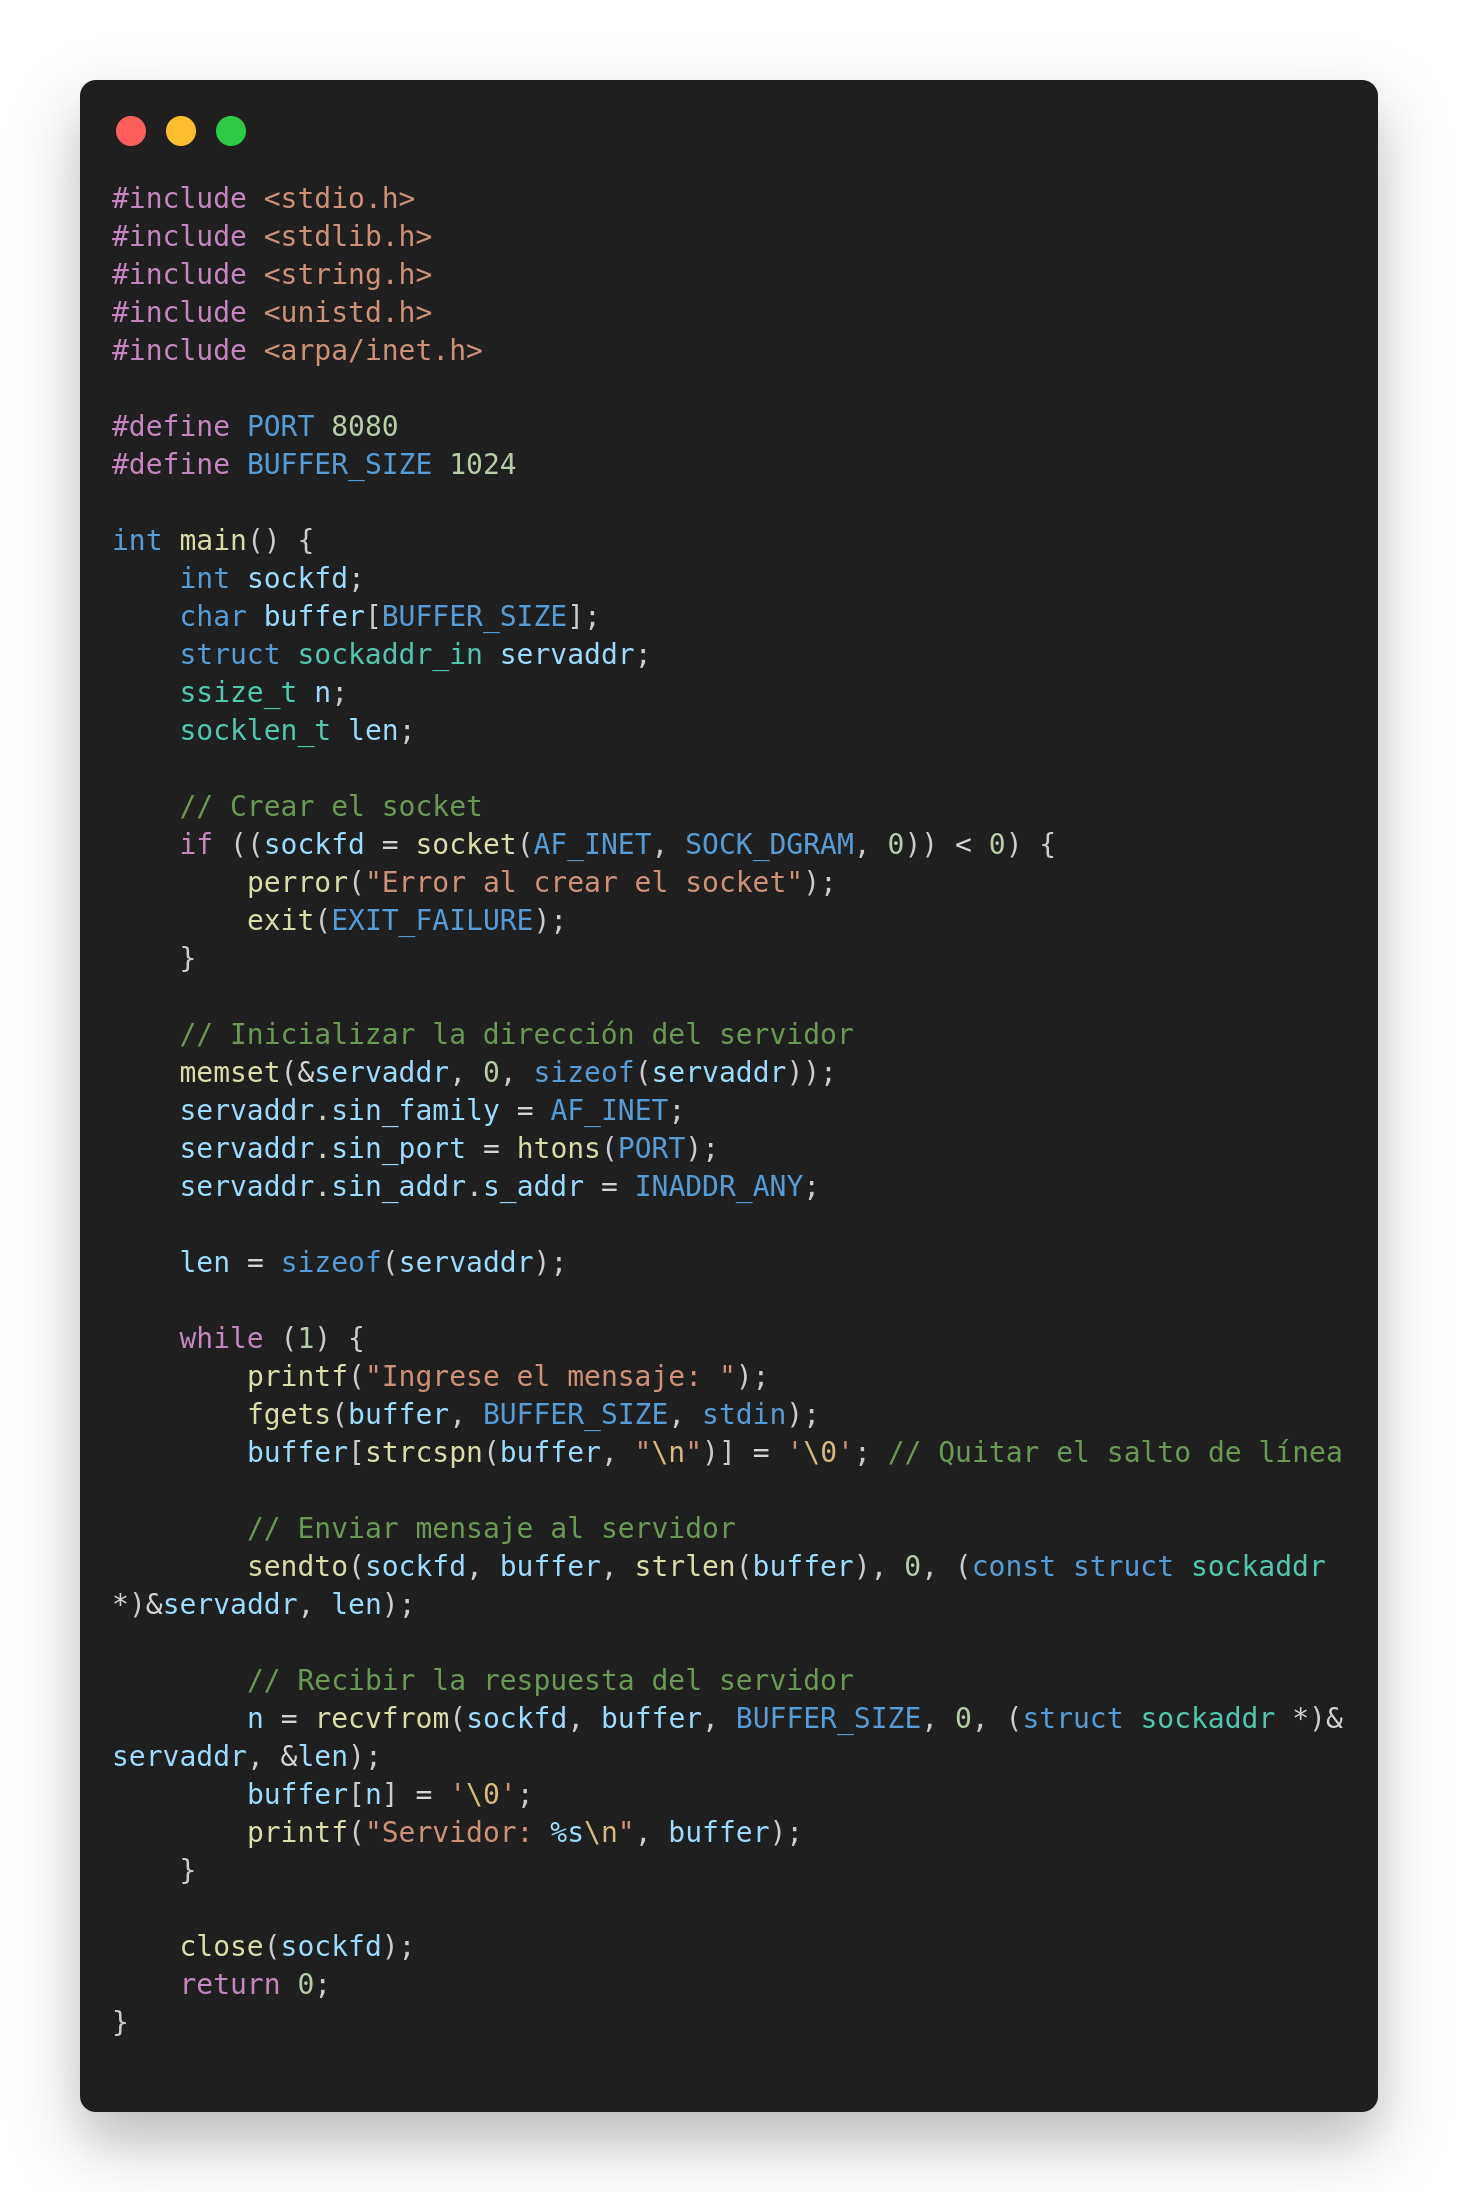 #include <stdio.h>
#include <stdlib.h>
#include <string.h>
#include <unistd.h>
#include <arpa/inet.h>

#define PORT 8080
#define BUFFER_SIZE 1024

int main() {
    int sockfd;
    char buffer[BUFFER_SIZE];
    struct sockaddr_in servaddr;
    ssize_t n;
    socklen_t len;

    // Crear el socket
    if ((sockfd = socket(AF_INET, SOCK_DGRAM, 0)) < 0) {
        perror("Error al crear el socket");
        exit(EXIT_FAILURE);
    }

    // Inicializar la dirección del servidor
    memset(&servaddr, 0, sizeof(servaddr));
    servaddr.sin_family = AF_INET;
    servaddr.sin_port = htons(PORT);
    servaddr.sin_addr.s_addr = INADDR_ANY;

    len = sizeof(servaddr);

    while (1) {
        printf("Ingrese el mensaje: ");
        fgets(buffer, BUFFER_SIZE, stdin);
        buffer[strcspn(buffer, "\n")] = '\0'; // Quitar el salto de línea

        // Enviar mensaje al servidor
        sendto(sockfd, buffer, strlen(buffer), 0, (const struct sockaddr
*)&servaddr, len);

        // Recibir la respuesta del servidor
        n = recvfrom(sockfd, buffer, BUFFER_SIZE, 0, (struct sockaddr *)&
servaddr, &len);
        buffer[n] = '\0';
        printf("Servidor: %s\n", buffer);
    }

    close(sockfd);
    return 0;
}